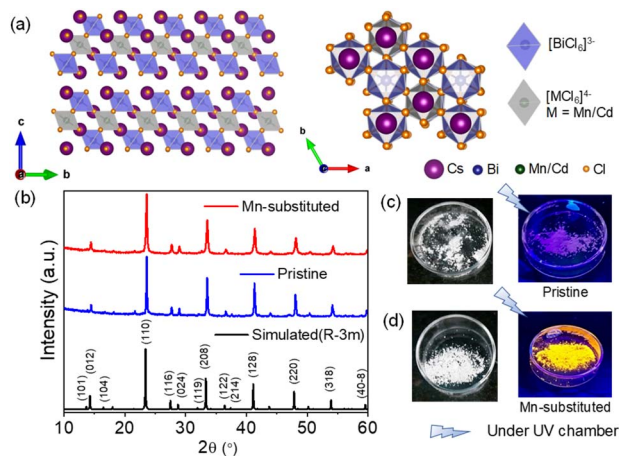 (a)
c
b
a
b
a
[BiCl₆]³⁻
[MCl₆]⁴⁻
M = Mn/Cd
Cs Bi Mn/Cd Cl
(b)
Mn-substituted
Pristine
Simulated(R-3m)
(101)
(012)
(104)
(110)
(116)
(024)
(119)
(208)
(122)
(214)
(128)
(220)
(318)
(40-8)
Intensity (a.u.)
10 20 30 40 50 60
2θ (°)
(c)
Pristine
(d)
Mn-substituted
Under UV chamber